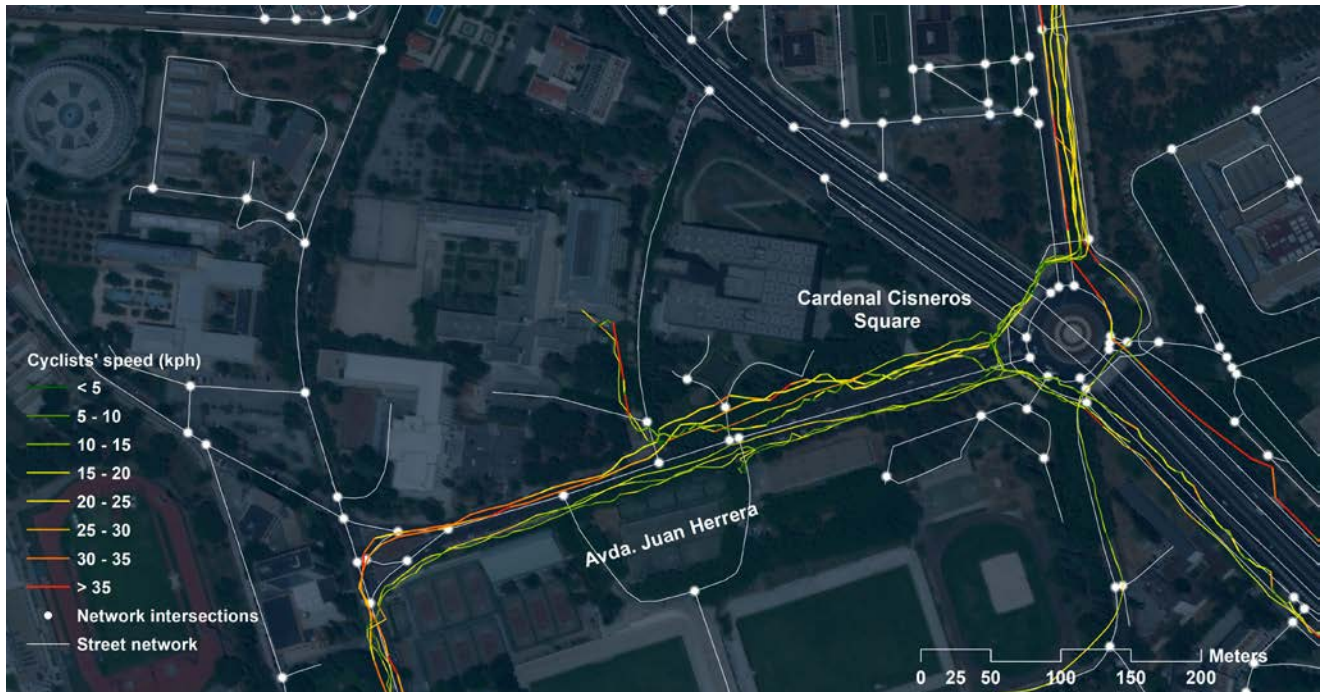 Cardenal Cisneros
Square
Cyclists' speed (kph)
< 5
5 - 10
10 - 15
15 - 20
20 - 25
25 - 30
30 - 35
> 35
Network intersections
Street network
Avda. Juan Herrera
Meters
0 25 50 100 150 200